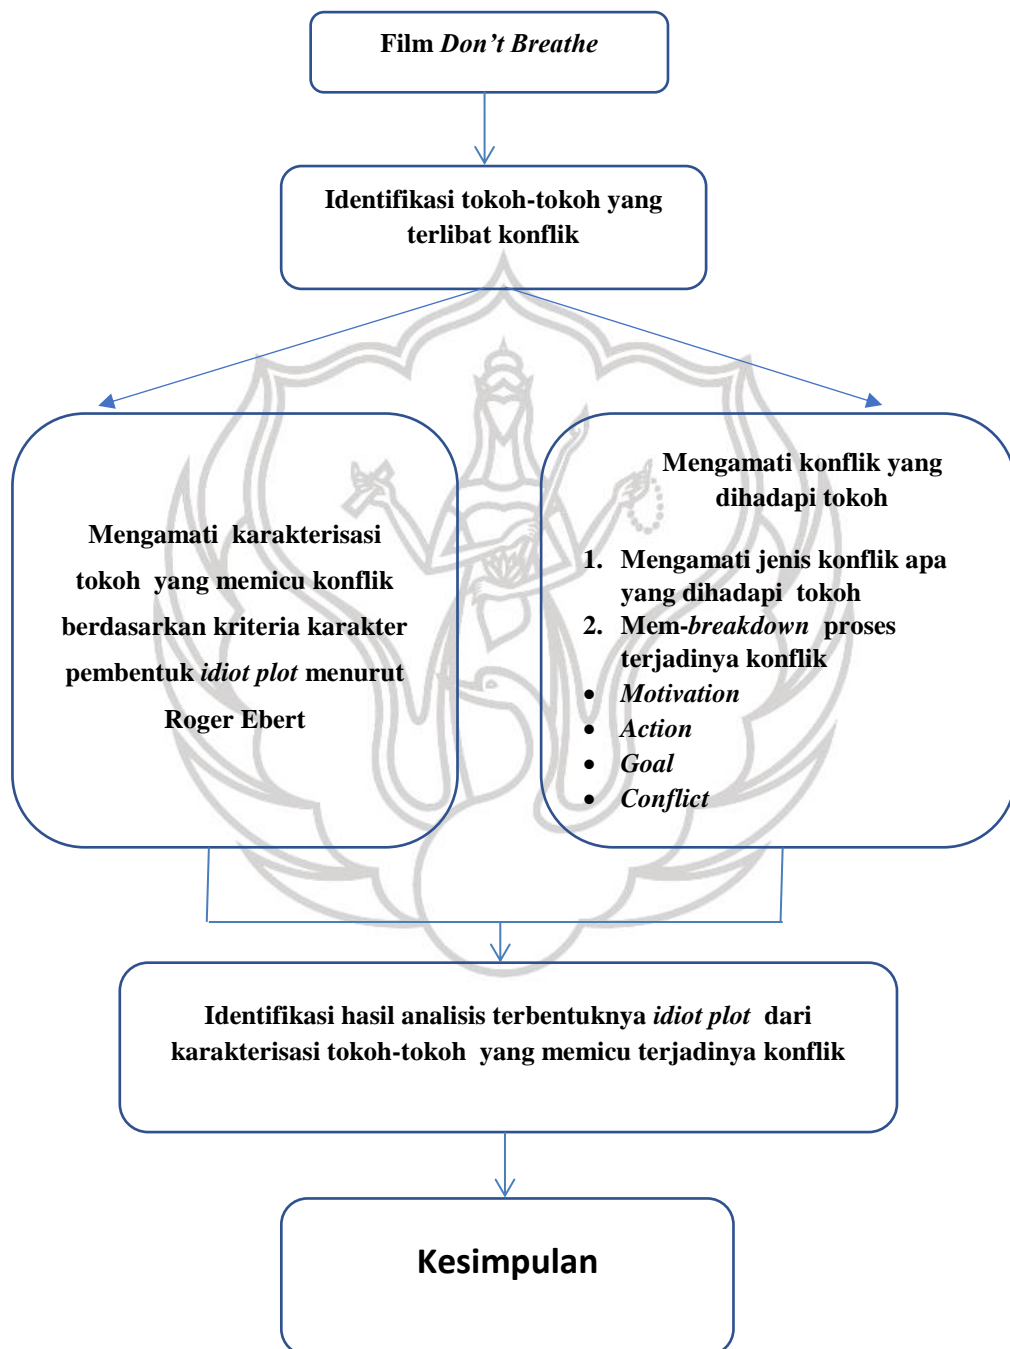 Film Don’t Breathe
Identifikasi tokoh-tokoh yang
terlibat konflik
Mengamati karakterisasi
tokoh yang memicu konflik
berdasarkan kriteria karakter
pembentuk idiot plot menurut
Roger Ebert
Mengamati konflik yang
dihadapi tokoh
1. Mengamati jenis konflik apa
yang dihadapi tokoh
2. Mem-breakdown proses
terjadinya konflik
• Motivation
• Action
• Goal
• Conflict
Identifikasi hasil analisis terbentuknya idiot plot dari
karakterisasi tokoh-tokoh yang memicu terjadinya konflik
Kesimpulan